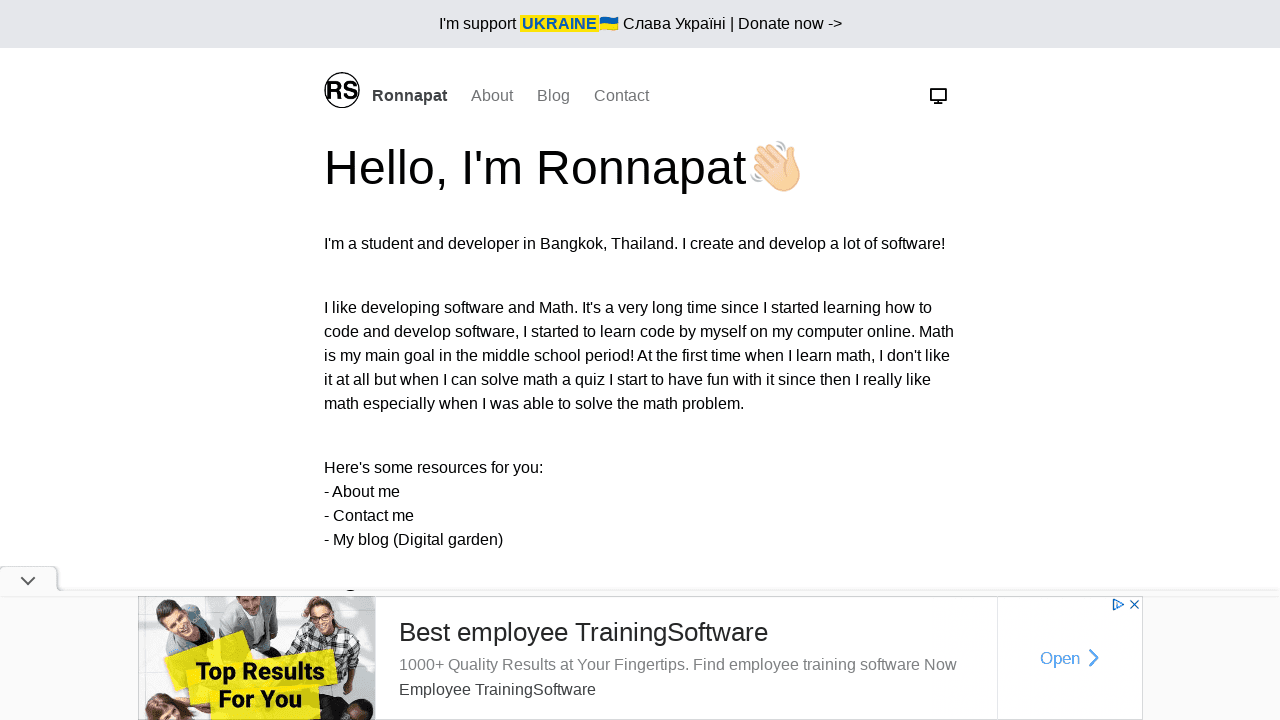 I'm support UKRAINE🇺🇦 Слава Україні | Donate now ->
RS Ronnapat About Blog Contact
Hello, I'm Ronnapat👋🏻
I'm a student and developer in Bangkok, Thailand. I create and develop a lot of software!
I like developing software and Math. It's a very long time since I started learning how to
code and develop software, I started to learn code by myself on my computer online. Math
is my main goal in the middle school period! At the first time when I learn math, I don't like
it at all but when I can solve math a quiz I start to have fun with it since then I really like
math especially when I was able to solve the math problem.
Here's some resources for you:
- About me
- Contact me
- My blog (Digital garden)
Top Results
For You
Best employee TrainingSoftware
1000+ Quality Results at Your Fingertips. Find employee training software Now
Employee TrainingSoftware
Open